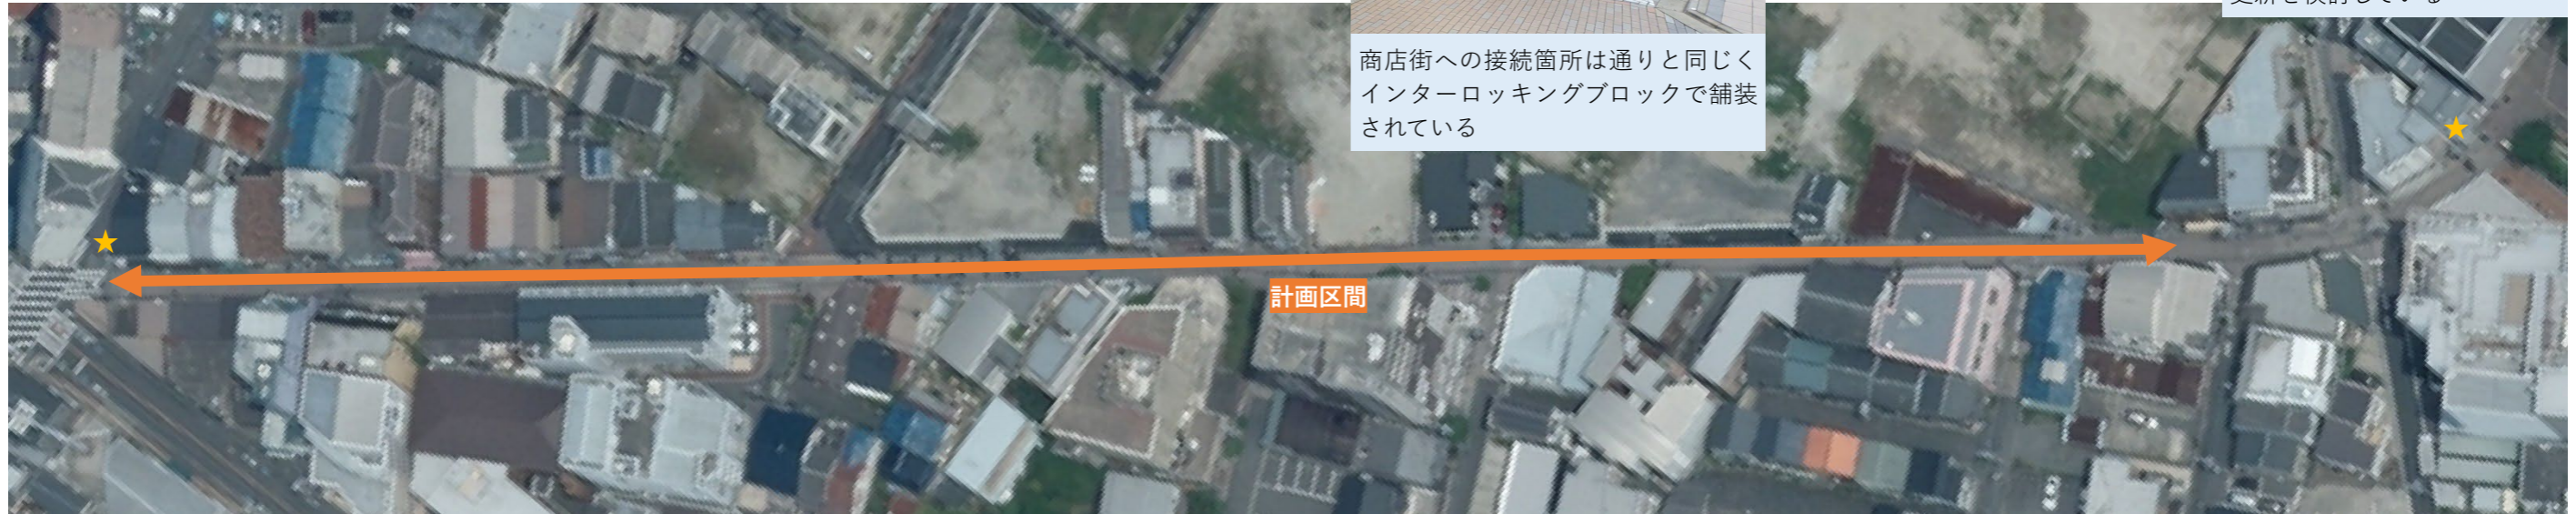 商店街への接続箇所は通りと同じく
インターロッキングブロックで舗装
されている
計画区間